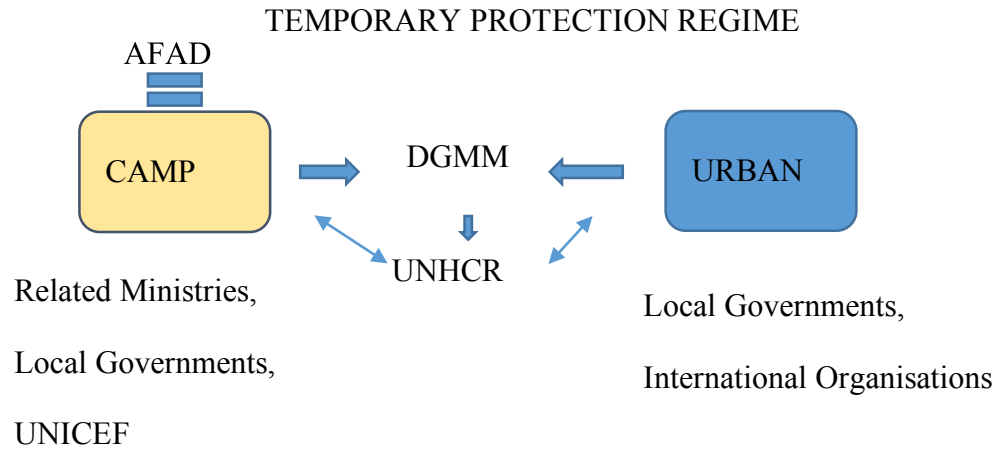 TEMPORARY PROTECTION REGIME
AFAD
CAMP
DGMM
URBAN
UNHCR
Related Ministries,
Local Governments,
UNICEF
Local Governments,
International Organisations